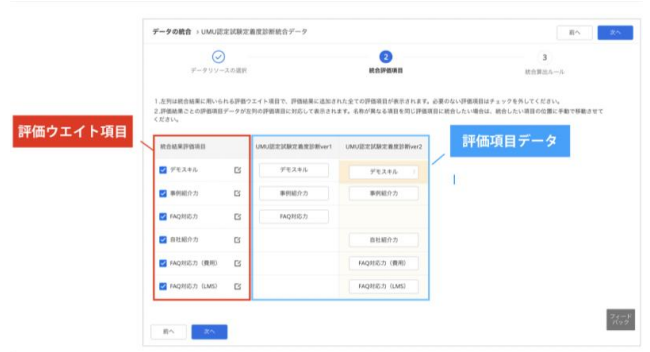 データの統合 › UMU認定試験定着度診断統合データ
前へ
次へ
2
3
データリソースの選択
統合評価項目
統合算出ルール
1.左列は統合結果に用いられる評価ウエイト項目で、評価結果に追加された全ての評価項目が表示されます。必要のない評価項目はチェックを外してください。
2.評価結果ごとの評価項目データが左列の評価項目に対応して表示されます。名称が異なる項目を同じ評価項目に統合したい場合は、統合したい項目の位置に手動で移動させて
ください。
評価ウエイト項目
評価項目データ
統合結果評価項目
UMU認定試験定着度診断ver1
UMU認定試験定着度診断ver2
デモスキル
デモスキル
デモスキル
事例紹介力
事例紹介力
事例紹介力
FAQ対応力
FAQ対応力
自社紹介力
自社紹介力
FAQ対応力（費用）
FAQ対応力（費用）
FAQ対応力（LMS）
FAQ対応力（LMS）
フィード
バック
前へ
次へ